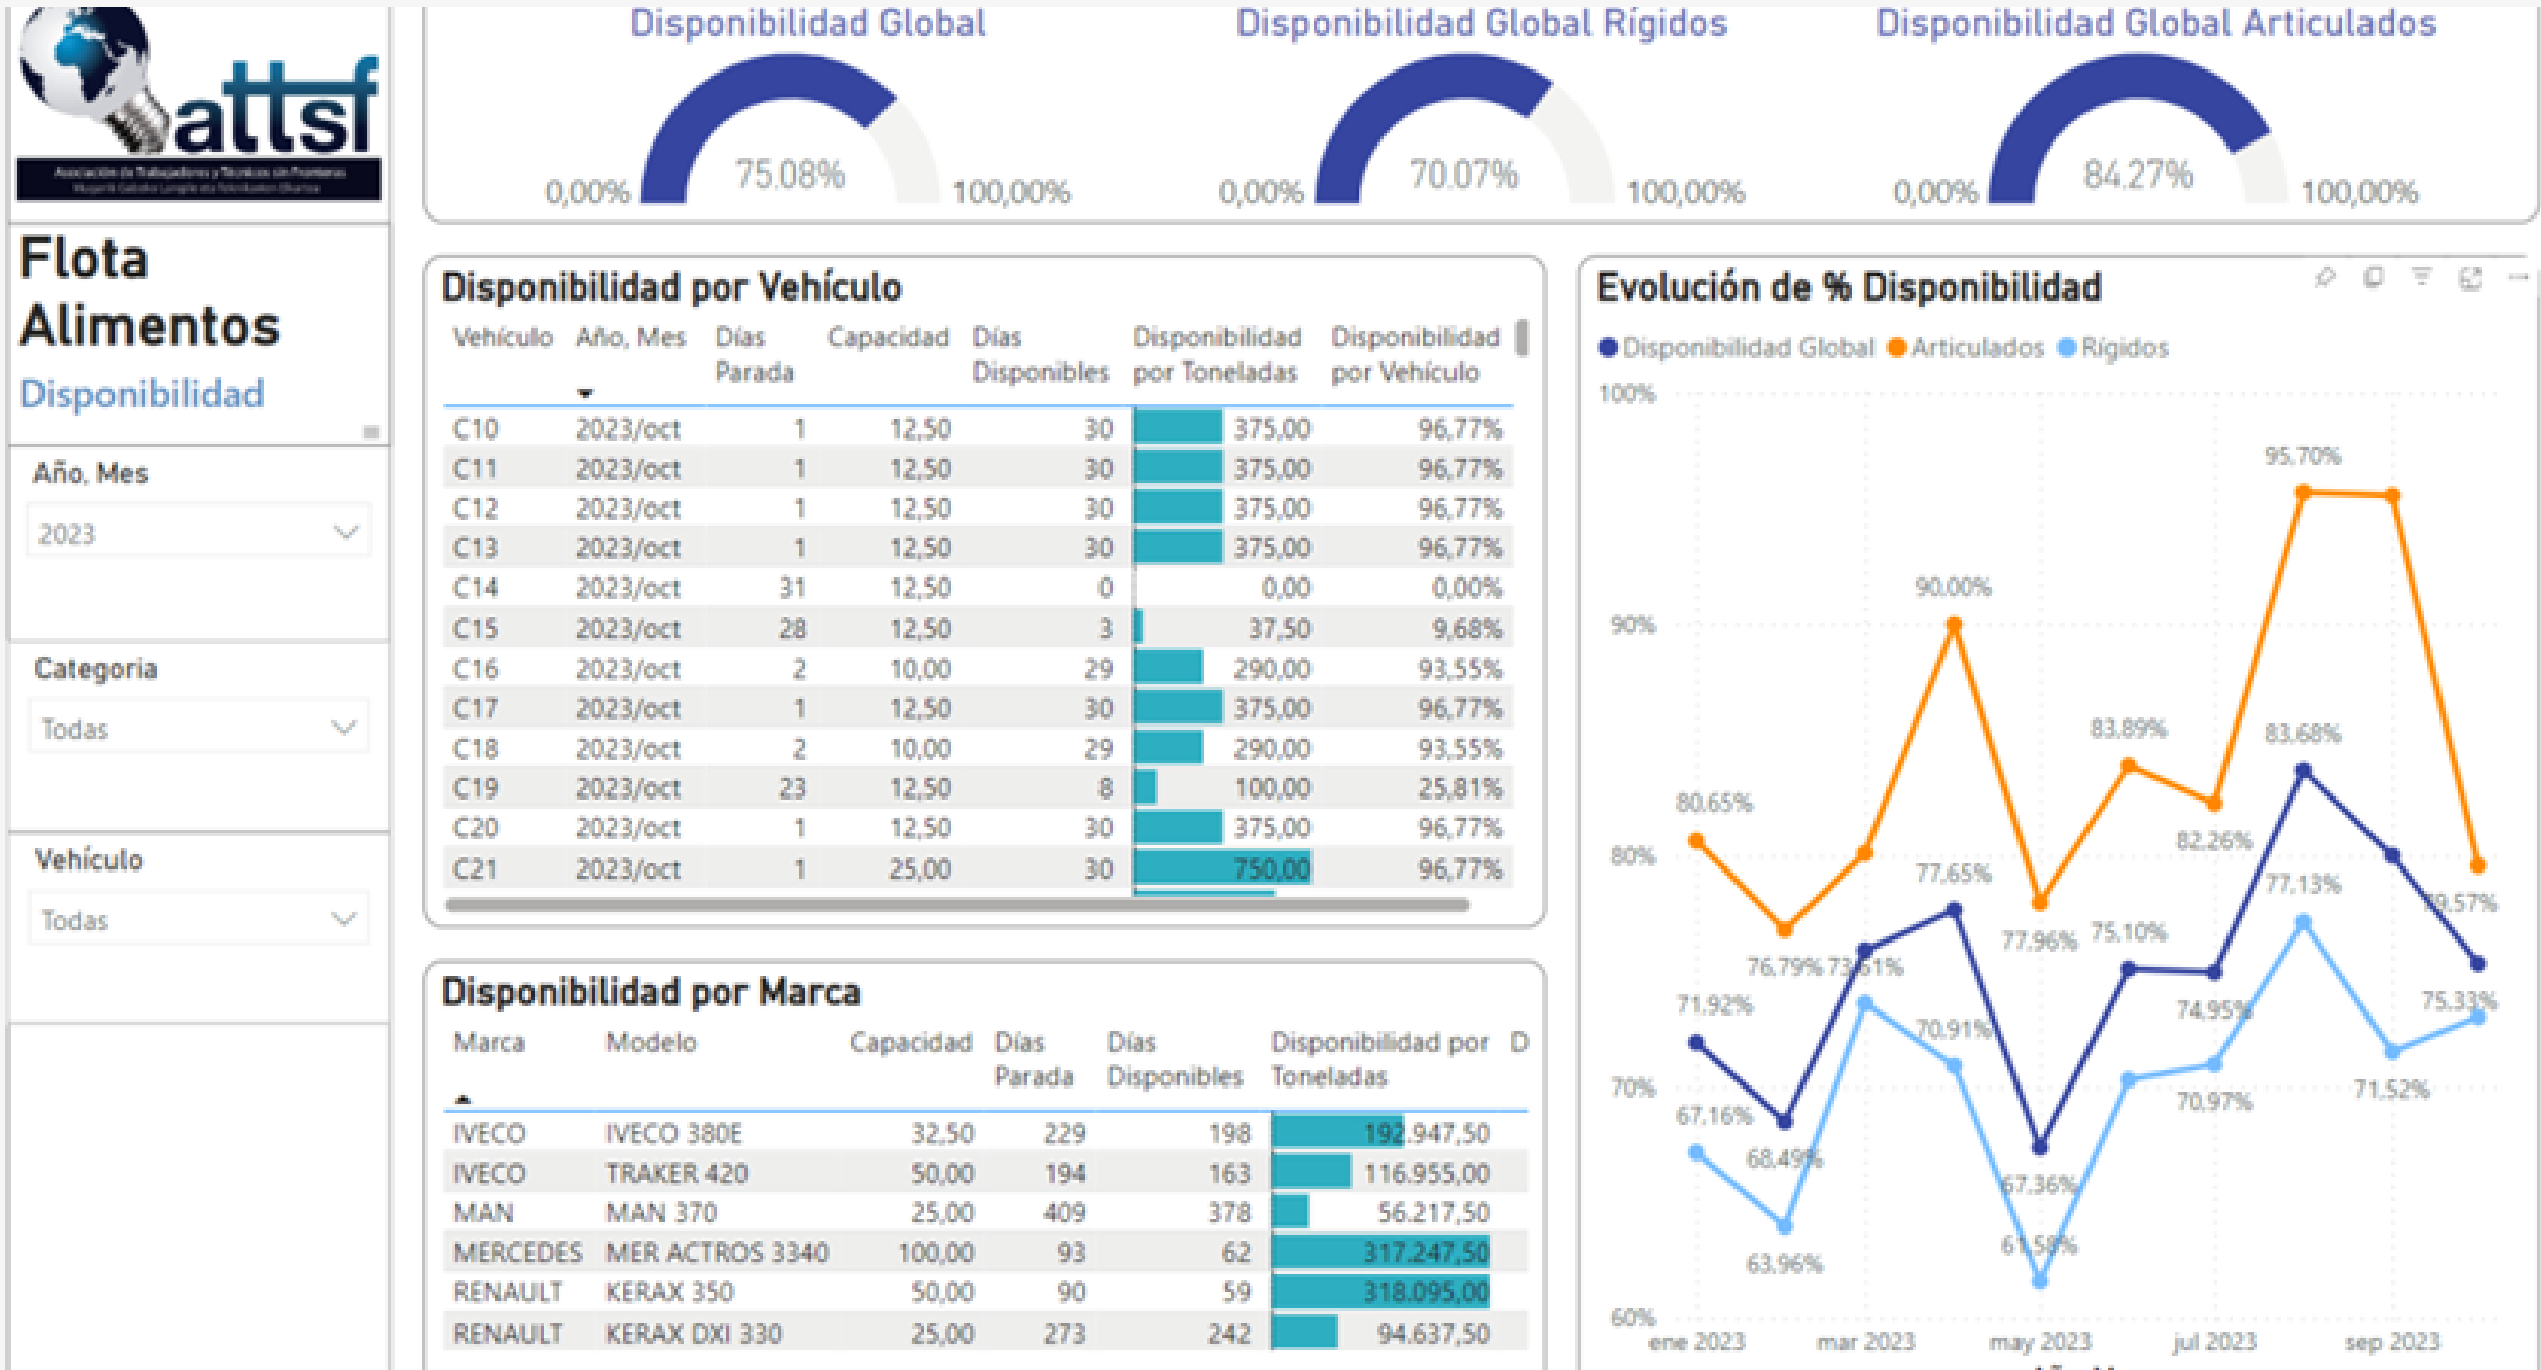 attsf
Asociación de Trabajadores y Técnicos sin Fronteras
Flota
Alimentos
Disponibilidad
Año, Mes
2023
Categoria
Todas
Vehículo
Todas
Disponibilidad Global
0,00% 75.08% 100,00%
Disponibilidad Global Rígidos
0,00% 70.07% 100,00%
Disponibilidad Global Articulados
0,00% 84.27% 100,00%
Disponibilidad por Vehículo
Vehículo Año, Mes Días Parada Capacidad Días Disponibles Disponibilidad por Toneladas Disponibilidad por Vehículo
C10 2023/oct 1 12,50 30 375,00 96,77%
C11 2023/oct 1 12,50 30 375,00 96,77%
C12 2023/oct 1 12,50 30 375,00 96,77%
C13 2023/oct 1 12,50 30 375,00 96,77%
C14 2023/oct 31 12,50 0 0,00 0,00%
C15 2023/oct 28 12,50 3 37,50 9,68%
C16 2023/oct 2 10,00 29 290,00 93,55%
C17 2023/oct 1 12,50 30 375,00 96,77%
C18 2023/oct 2 10,00 29 290,00 93,55%
C19 2023/oct 23 12,50 8 100,00 25,81%
C20 2023/oct 1 12,50 30 375,00 96,77%
C21 2023/oct 1 25,00 30 750,00 96,77%
Disponibilidad por Marca
Marca Modelo Capacidad Días Parada Días Disponibles Disponibilidad por Toneladas D
IVECO IVECO 380E 32,50 229 198 192.947,50
IVECO TRAKER 420 50,00 194 163 116.955,00
MAN MAN 370 25,00 409 378 56.217,50
MERCEDES MER ACTROS 3340 100,00 93 62 317.247,50
RENAULT KERAX 350 50,00 90 59 318.095,00
RENAULT KERAX DXI 330 25,00 273 242 94.637,50
Evolución de % Disponibilidad
Disponibilidad Global Articulados Rígidos
100%
95,70%
90,00%
90%
83,89% 83,68%
80,65%
82,26%
80%
77,65% 77,13%
79,57%
77,96% 75,10%
76,79% 73,61%
71,92% 74,95% 75,33%
70,91%
70%
67,16% 70,97% 71,52%
68,49%
67,36%
61,58%
63,96%
60%
ene 2023 mar 2023 may 2023 jul 2023 sep 2023